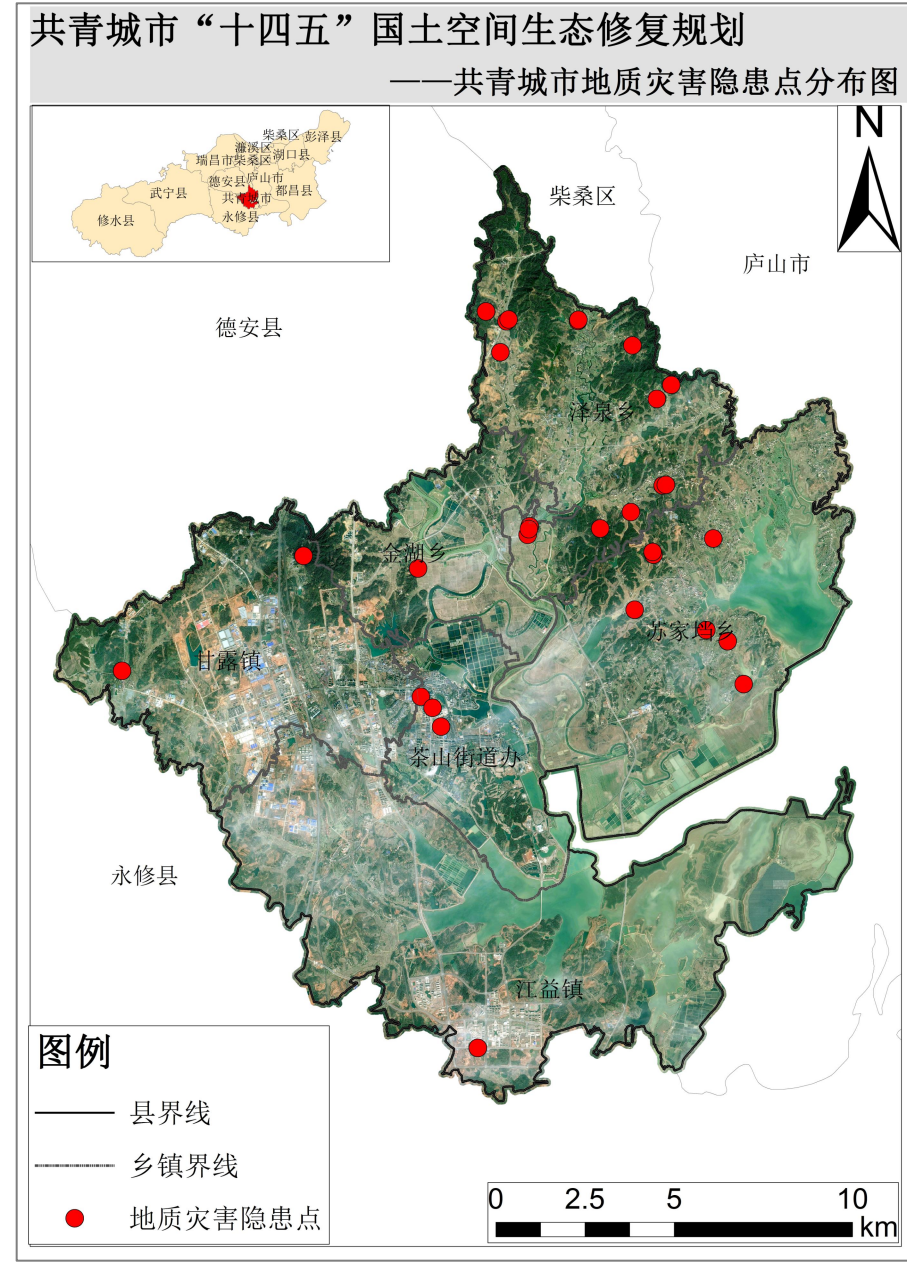 共青城市“十四五”国土空间生态修复规划
——共青城市地质灾害隐患点分布图
柴桑区
彭泽县
濂溪区
湖口县
瑞昌市
柴桑区
德安县
庐山市
武宁县
都昌县
共青城市
修水县
永修县
N
柴桑区
庐山市
德安县
泽泉乡
金湖乡
苏家垱乡
甘露镇
茶山街道办
永修县
江益镇
图例
县界线
乡镇界线
地质灾害隐患点
0 2.5 5 10
km